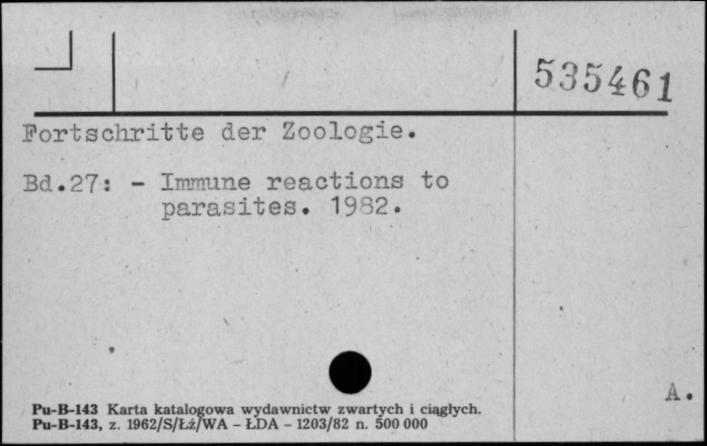 535461
Fortschritte der Zoologie.
Bd.27: - Immune reactions to
parasites. 1982.
A.
Pu-B-143 Karta katalogowa wydawnictw zwartych i ciągłych.
Pu-B-143, z. 1962/S/Łż/WA - ŁDA - 1203/82 n. 500 000